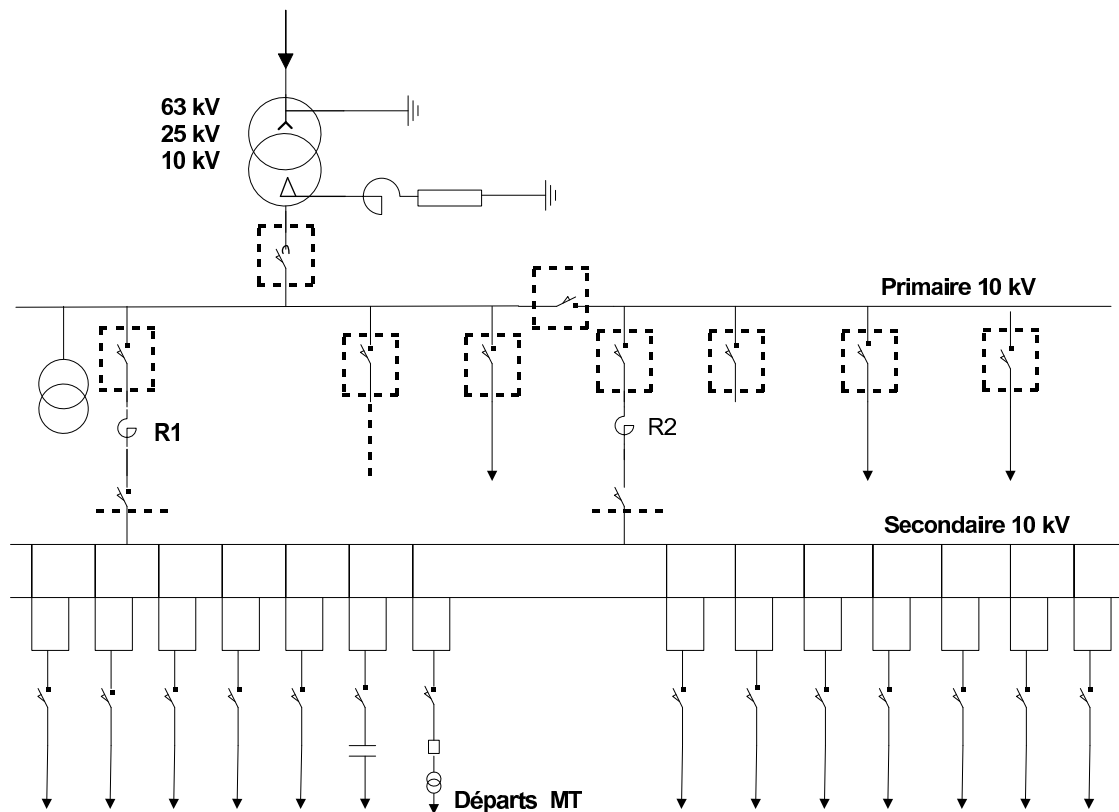 63 kV
25 kV
10 kV
Primaire 10 kV
R1
R2
Secondaire 10 kV
Départs MT